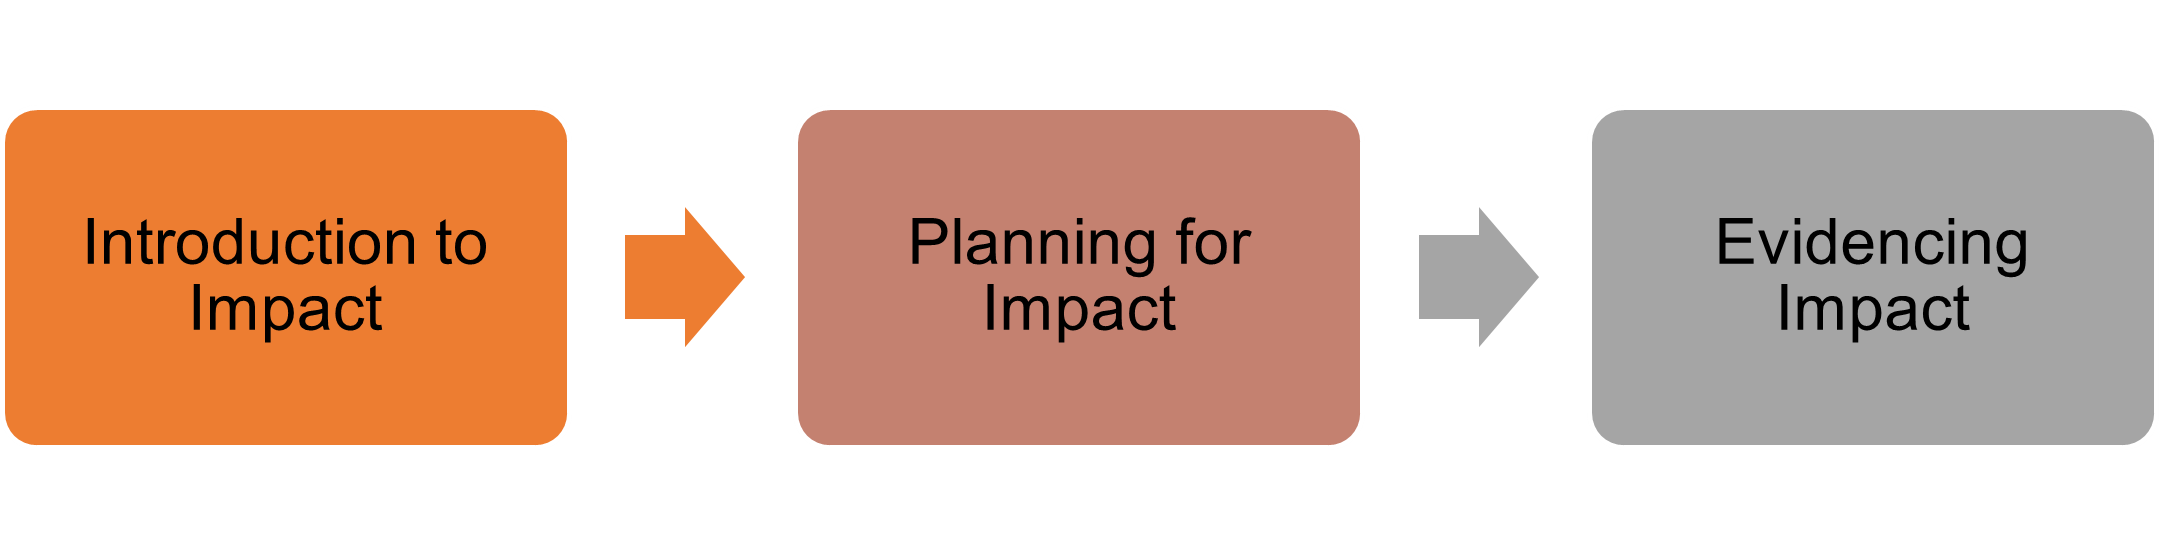 Introduction to
Impact
Planning for
Impact
Evidencing
Impact